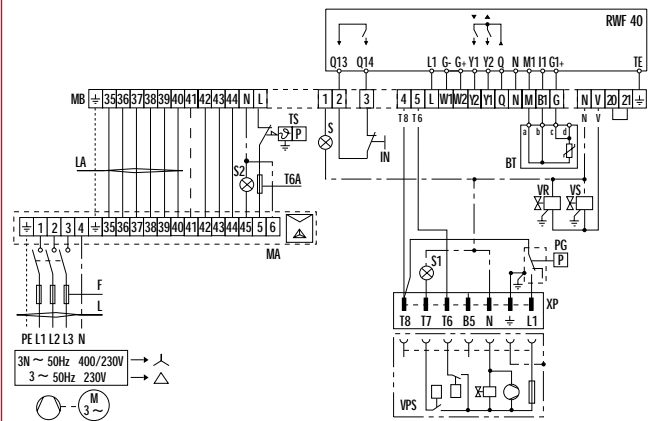 RWF 40
Q13 Q14 L1 G- G+ Y1 Y2 Q N M1 I1 G1+ TE
MB ⏚ 35 36 37 38 39 40 41 42 43 44 N L 1 2 3 4 5 L W1 W2 Y2 Y1 Q N M B1 G N V 20 21 ⏚
T8 T6 N V
a b c d
TS
P
S
IN
BT
LA
S2
T6A
VR VS
⏚ 1 2 3 4 ⏚ 35 36 37 38 39 40 41 42 43 44 45 5 6
MA
PG
P
S1
F
L
XP
T8 T7 T6 B5 N ⏚ L1
PE L1 L2 L3 N
3N ~ 50Hz 400/230V
3 ~ 50Hz 230V
M
3 ~
VPS